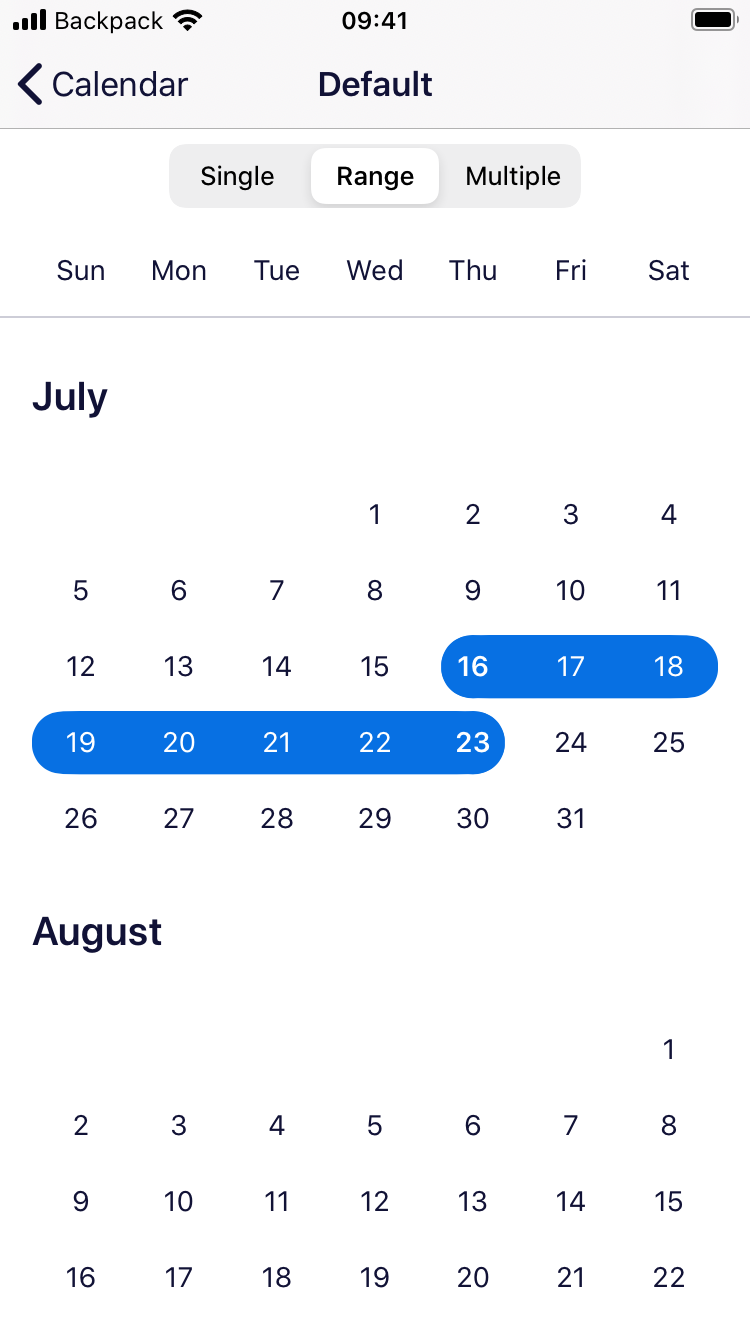 Backpack 09:41
Calendar Default
Single Range Multiple
Sun Mon Tue Wed Thu Fri Sat
July
1 2 3 4
5 6 7 8 9 10 11
12 13 14 15 16 17 18
19 20 21 22 23 24 25
26 27 28 29 30 31
August
1
2 3 4 5 6 7 8
9 10 11 12 13 14 15
16 17 18 19 20 21 22